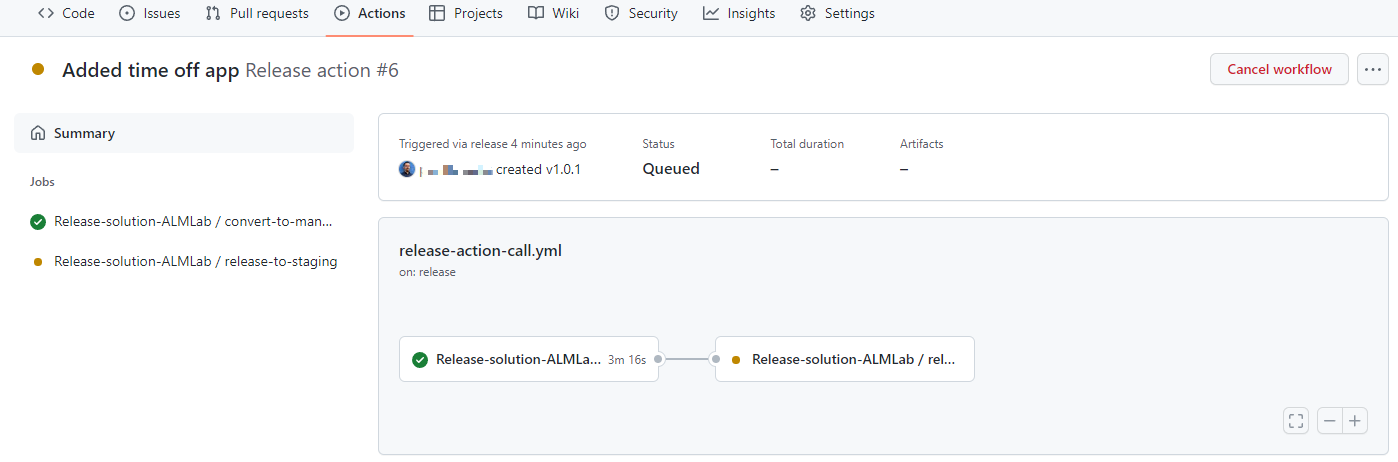 Code Issues Pull requests Actions Projects Wiki Security Insights Settings
Added time off app Release action #6
Cancel workflow
Summary
Jobs
Release-solution-ALMLab / convert-to-man...
Release-solution-ALMLab / release-to-staging
Triggered via release 4 minutes ago
created v1.0.1
Status
Queued
Total duration
–
Artifacts
–
release-action-call.yml
on: release
Release-solution-ALMLa... 3m 16s
Release-solution-ALMLab / rel...